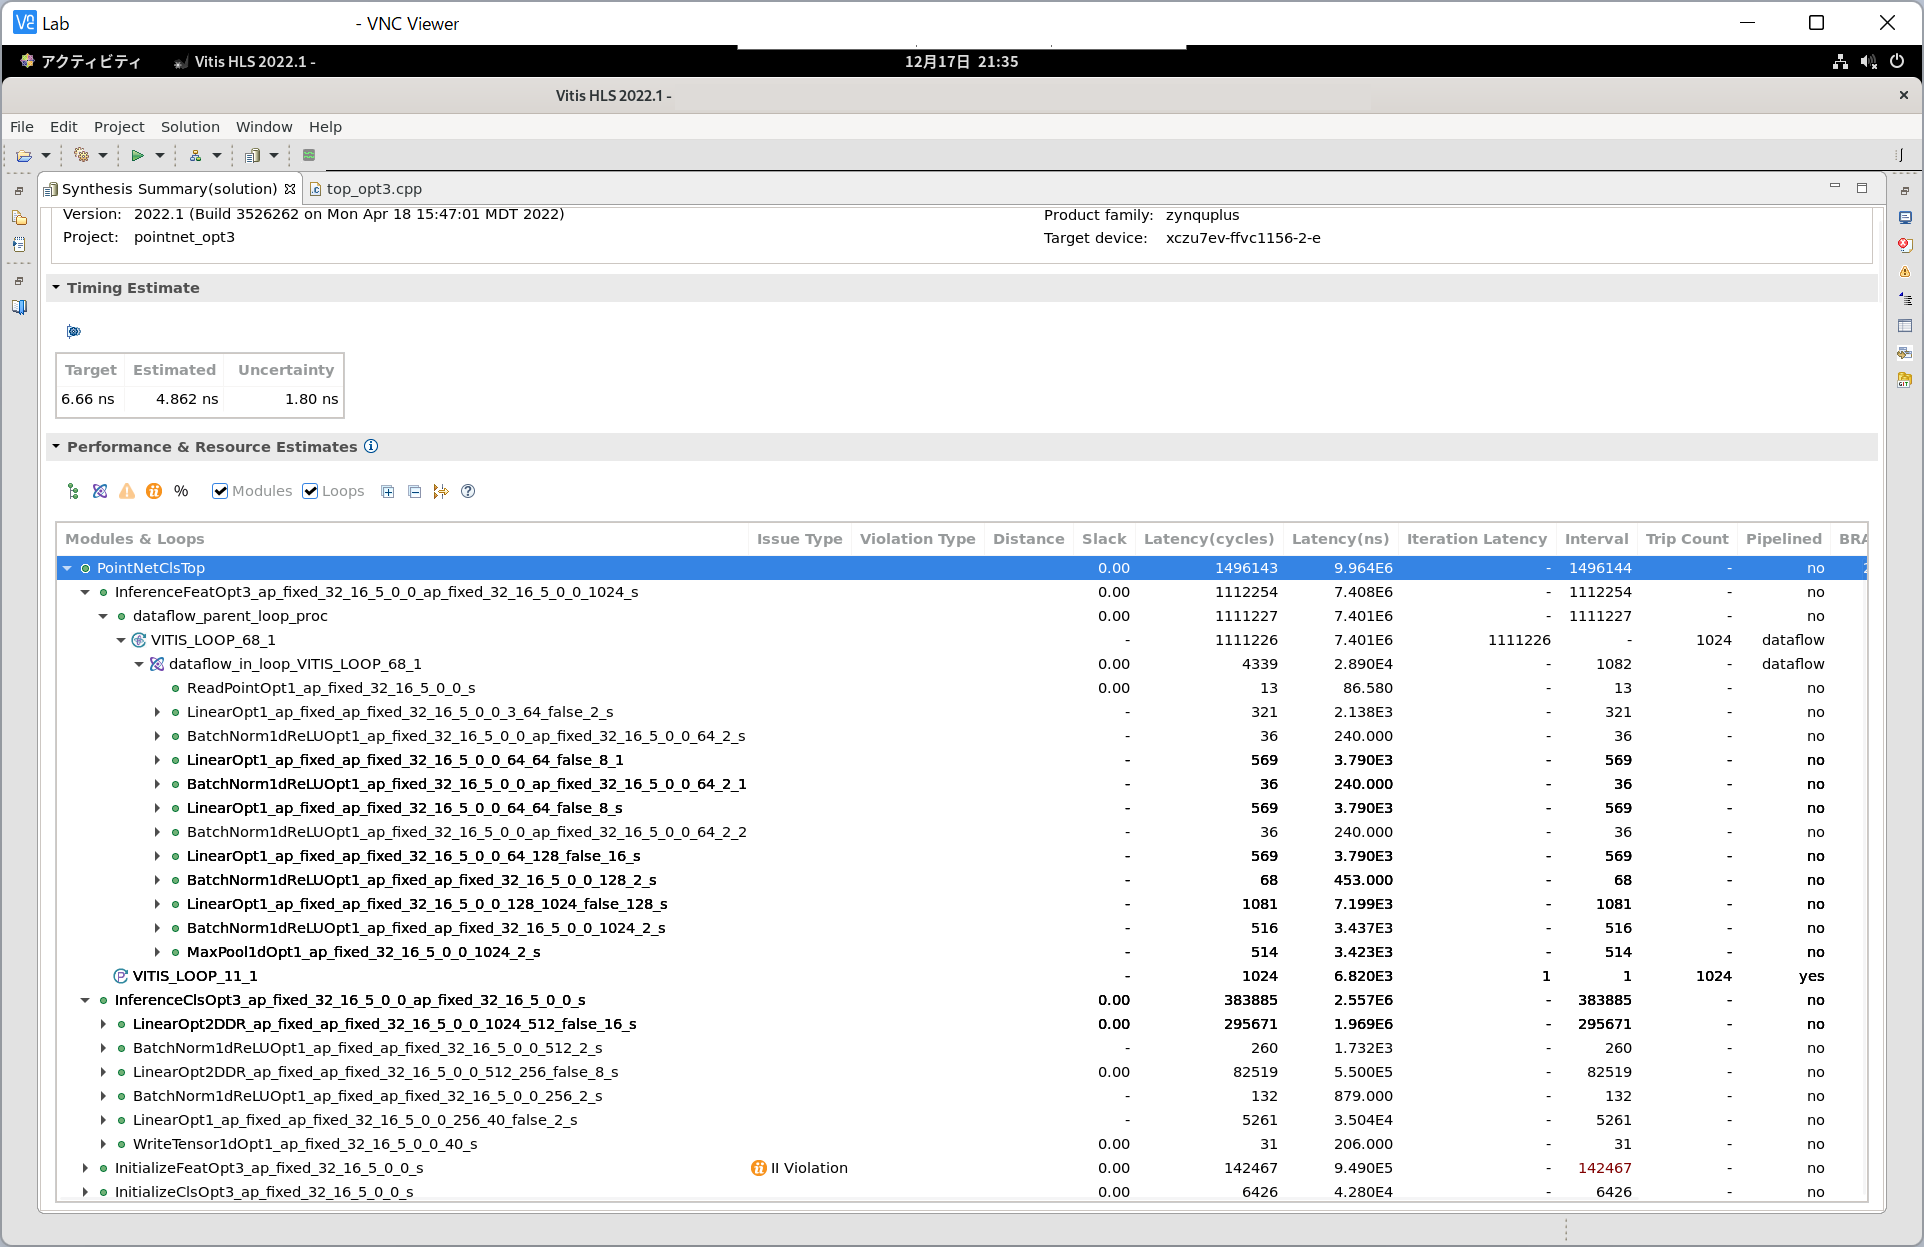 Lab - VNC Viewer
アクティビティ Vitis HLS 2022.1 - 12月17日 21:35
Vitis HLS 2022.1 -
File Edit Project Solution Window Help
Synthesis Summary(solution) top_opt3.cpp
Version: 2022.1 (Build 3526262 on Mon Apr 18 15:47:01 MDT 2022) Product family: zynquplus
Project: pointnet_opt3 Target device: xczu7ev-ffvc1156-2-e
Timing Estimate
Target Estimated Uncertainty
6.66 ns 4.862 ns 1.80 ns
Performance & Resource Estimates
% Modules Loops
Modules & Loops Issue Type Violation Type Distance Slack Latency(cycles) Latency(ns) Iteration Latency Interval Trip Count Pipelined BRA
PointNetClsTop 0.00 1496143 9.964E6 - 1496144 - no 2
InferenceFeatOpt3_ap_fixed_32_16_5_0_0_ap_fixed_32_16_5_0_0_1024_s 0.00 1112254 7.408E6 - 1112254 - no
dataflow_parent_loop_proc 0.00 1111227 7.401E6 - 1111227 - no
VITIS_LOOP_68_1 - 1111226 7.401E6 1111226 - 1024 dataflow
dataflow_in_loop_VITIS_LOOP_68_1 0.00 4339 2.890E4 - 1082 - dataflow
ReadPointOpt1_ap_fixed_32_16_5_0_0_s 0.00 13 86.580 - 13 - no
LinearOpt1_ap_fixed_ap_fixed_32_16_5_0_0_3_64_false_2_s - 321 2.138E3 - 321 - no
BatchNorm1dReLUOpt1_ap_fixed_32_16_5_0_0_ap_fixed_32_16_5_0_0_64_2_s - 36 240.000 - 36 - no
LinearOpt1_ap_fixed_ap_fixed_32_16_5_0_0_64_64_false_8_1 - 569 3.790E3 - 569 - no
BatchNorm1dReLUOpt1_ap_fixed_32_16_5_0_0_ap_fixed_32_16_5_0_0_64_2_1 - 36 240.000 - 36 - no
LinearOpt1_ap_fixed_ap_fixed_32_16_5_0_0_64_64_false_8_s - 569 3.790E3 - 569 - no
BatchNorm1dReLUOpt1_ap_fixed_32_16_5_0_0_ap_fixed_32_16_5_0_0_64_2_2 - 36 240.000 - 36 - no
LinearOpt1_ap_fixed_ap_fixed_32_16_5_0_0_64_128_false_16_s - 569 3.790E3 - 569 - no
BatchNorm1dReLUOpt1_ap_fixed_ap_fixed_32_16_5_0_0_128_2_s - 68 453.000 - 68 - no
LinearOpt1_ap_fixed_ap_fixed_32_16_5_0_0_128_1024_false_128_s - 1081 7.199E3 - 1081 - no
BatchNorm1dReLUOpt1_ap_fixed_ap_fixed_32_16_5_0_0_1024_2_s - 516 3.437E3 - 516 - no
MaxPool1dOpt1_ap_fixed_32_16_5_0_0_1024_2_s - 514 3.423E3 - 514 - no
VITIS_LOOP_11_1 - 1024 6.820E3 1 1 1024 yes
InferenceClsOpt3_ap_fixed_32_16_5_0_0_ap_fixed_32_16_5_0_0_s 0.00 383885 2.557E6 - 383885 - no
LinearOpt2DDR_ap_fixed_ap_fixed_32_16_5_0_0_1024_512_false_16_s 0.00 295671 1.969E6 - 295671 - no
BatchNorm1dReLUOpt1_ap_fixed_ap_fixed_32_16_5_0_0_512_2_s - 260 1.732E3 - 260 - no
LinearOpt2DDR_ap_fixed_ap_fixed_32_16_5_0_0_512_256_false_8_s 0.00 82519 5.500E5 - 82519 - no
BatchNorm1dReLUOpt1_ap_fixed_ap_fixed_32_16_5_0_0_256_2_s - 132 879.000 - 132 - no
LinearOpt1_ap_fixed_ap_fixed_32_16_5_0_0_256_40_false_2_s - 5261 3.504E4 - 5261 - no
WriteTensor1dOpt1_ap_fixed_32_16_5_0_0_40_s 0.00 31 206.000 - 31 - no
InitializeFeatOpt3_ap_fixed_32_16_5_0_0_s II Violation 0.00 142467 9.490E5 - 142467 - no
InitializeClsOpt3_ap_fixed_32_16_5_0_0_s 0.00 6426 4.280E4 - 6426 - no